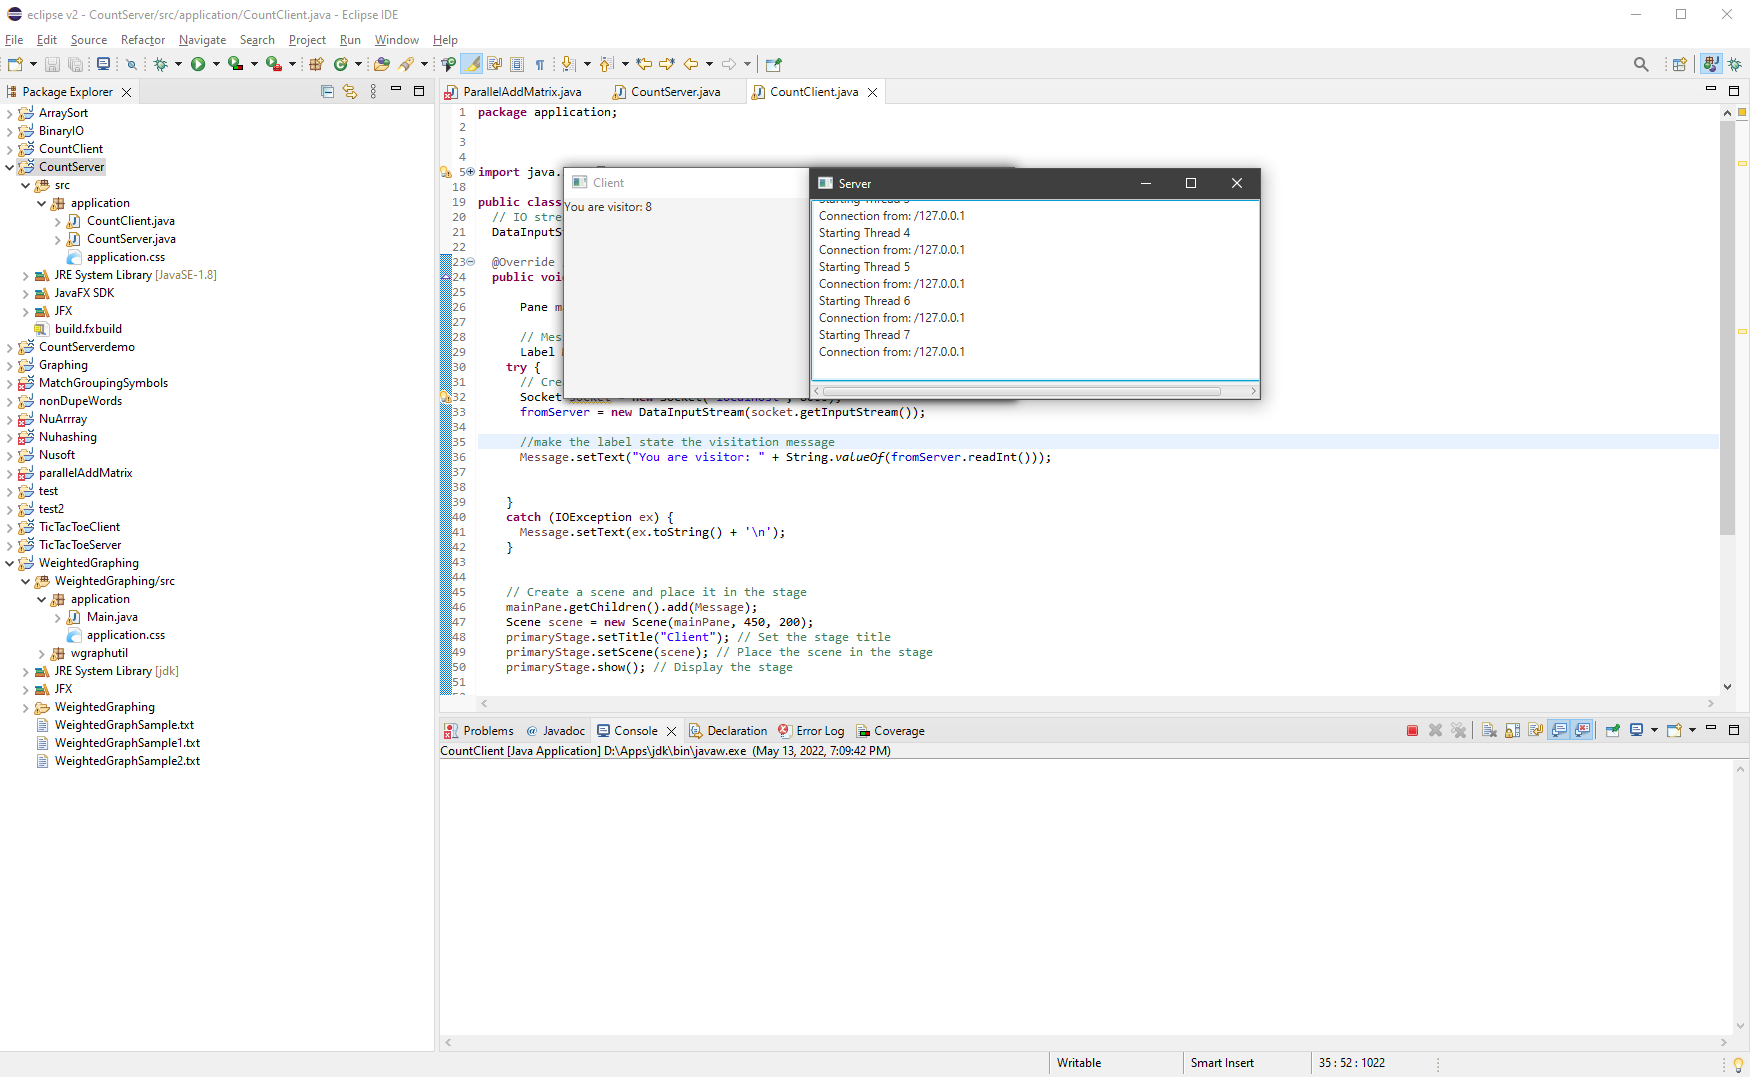 eclipse v2 - CountServer/src/application/CountClient.java - Eclipse IDE
File Edit Source Refactor Navigate Search Project Run Window Help
Package Explorer
ArraySort
BinaryIO
CountClient
CountServer
src
application
CountClient.java
CountServer.java
application.css
JRE System Library [JavaSE-1.8]
JavaFX SDK
JFX
build.fxbuild
CountServerdemo
Graphing
MatchGroupingSymbols
nonDupeWords
NuArrray
Nuhashing
Nusoft
parallelAddMatrix
test
test2
TicTacToeClient
TicTacToeServer
WeightedGraphing
WeightedGraphing/src
application
Main.java
application.css
wgraphutil
JRE System Library [jdk]
JFX
WeightedGraphing
WeightedGraphSample.txt
WeightedGraphSample1.txt
WeightedGraphSample2.txt
ParallelAddMatrix.java CountServer.java CountClient.java
1 package application;
2
3
4
5 import java.
18
19 public class
20 // IO stre
21 DataInputS
22
23 @Override
24 public voi
25
26 Pane m
27
28 // Mes
29 Label
30 try {
31 // Cre
32 Socket socket = new Socket("localhost",
33 fromServer = new DataInputStream(socket.getInputStream());
34
35 //make the label state the visitation message
36 Message.setText("You are visitor: " + String.valueOf(fromServer.readInt()));
37
38
39 }
40 catch (IOException ex) {
41 Message.setText(ex.toString() + '\n');
42 }
43
44
45 // Create a scene and place it in the stage
46 mainPane.getChildren().add(Message);
47 Scene scene = new Scene(mainPane, 450, 200);
48 primaryStage.setTitle("Client"); // Set the stage title
49 primaryStage.setScene(scene); // Place the scene in the stage
50 primaryStage.show(); // Display the stage
51
Client
You are visitor: 8
Server
Starting Thread 3
Connection from: /127.0.0.1
Starting Thread 4
Connection from: /127.0.0.1
Starting Thread 5
Connection from: /127.0.0.1
Starting Thread 6
Connection from: /127.0.0.1
Starting Thread 7
Connection from: /127.0.0.1
Problems @ Javadoc Console Declaration Error Log Coverage
CountClient [Java Application] D:\Apps\jdk\bin\javaw.exe (May 13, 2022, 7:09:42 PM)
Writable Smart Insert 35 : 52 : 1022